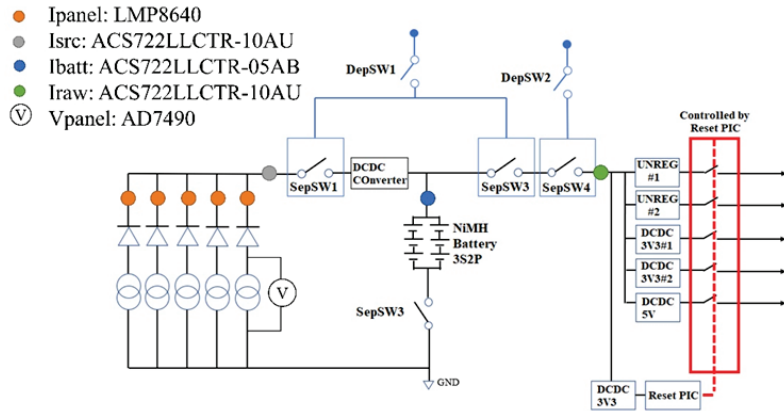 Ipanel: LMP8640
Isrc: ACS722LLCTR-10AU
Ibatt: ACS722LLCTR-05AB
Iraw: ACS722LLCTR-10AU
V Vpanel: AD7490
DepSW1
DepSW2
Controlled by
Reset PIC
SepSW1
DCDC
COnverter
SepSW3
SepSW4
UNREG
#1
UNREG
#2
DCDC
3V3#1
DCDC
3V3#2
DCDC
5V
NiMH
Battery
3S2P
V
SepSW3
GND
DCDC
3V3
Reset PIC